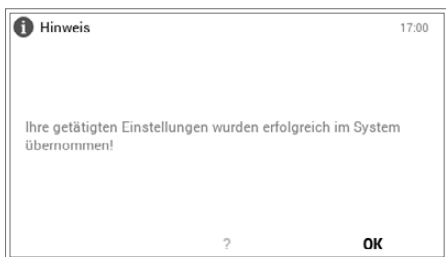 Hinweis 17:00
Ihre getätigten Einstellungen wurden erfolgreich im System
übernommen!
? OK